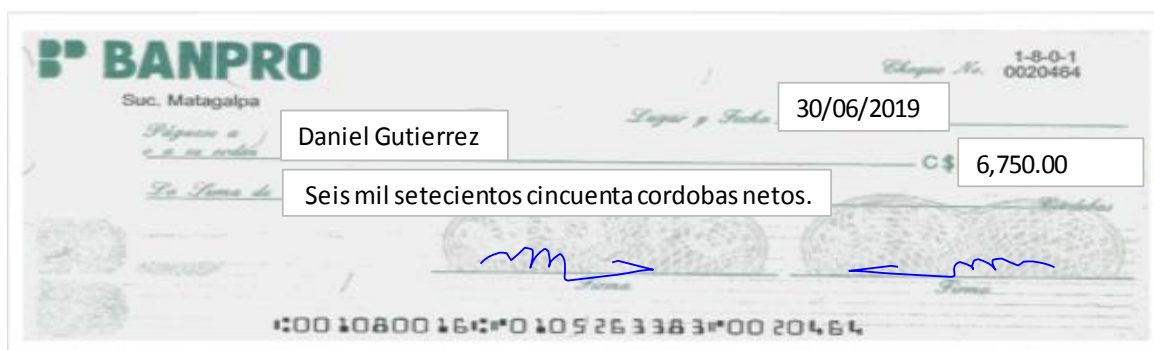 BANPRO
Suc. Matagalpa
1-8-0-1
Cheque No. 0020464
Lugar y Fecha 30/06/2019
Páguese a
o a su orden Daniel Gutierrez C$ 6,750.00
La Suma de Seis mil setecientos cincuenta cordobas netos. Córdobas
Firma Firma
⑆001080016⑆⑈0105263383⑈0020464